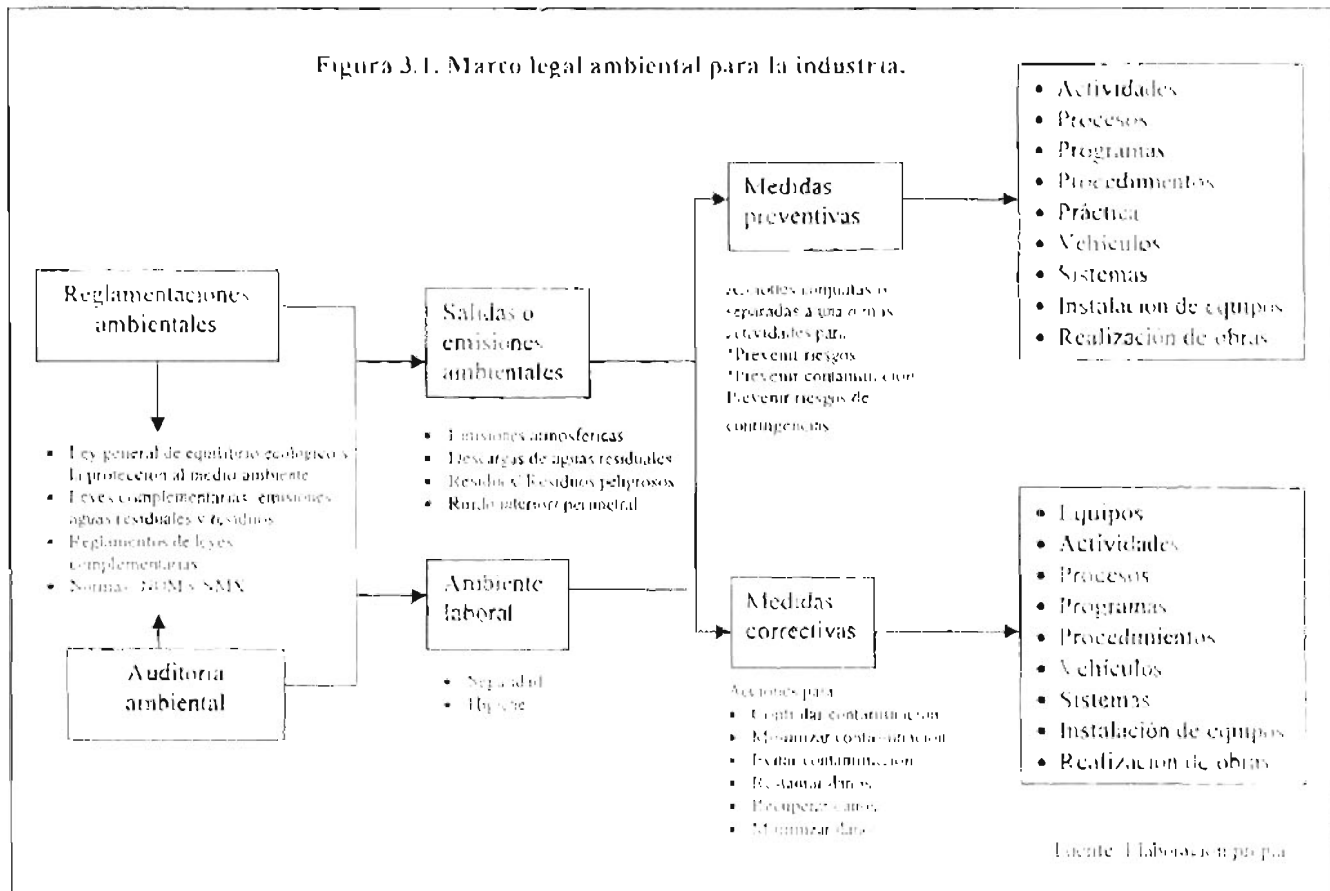 Figura 3.1. Marco legal ambiental para la industria.
Reglamentaciones
ambientales
• Ley general de equilibrio ecológico y
la protección al medio ambiente
• Leyes complementarias: emisiones
aguas residuales y residuos
• Reglamentos de leyes
complementarias
• Normas: NOM y NMX
Auditoria
ambiental
Salidas o
emisiones
ambientales
• Emisiones atmosféricas
• Descargas de aguas residuales
• Residuos/ Residuos peligrosos
• Ruido interior/ perimetral
Ambiente
laboral
• Seguridad
• Higiene
Medidas
preventivas
Acciones conjuntas o
separadas a una o más
actividades para
*Prevenir riesgos
*Prevenir contaminación
Prevenir riesgos de
contingencias
Medidas
correctivas
Acciones para
• Controlar contaminación
• Minimizar contaminación
• Evitar contaminación
• Restaurar daños
• Recuperar daños
• Minimizar daño
• Actividades
• Procesos
• Programas
• Procedimentos
• Práctica
• Vehículos
• Sistemas
• Instalación de equipos
• Realización de obras
• Equipos
• Actividades
• Procesos
• Programas
• Procedimientos
• Vehículos
• Sistemas
• Instalación de equipos
• Realización de obras
Fuente: Elaboración propia